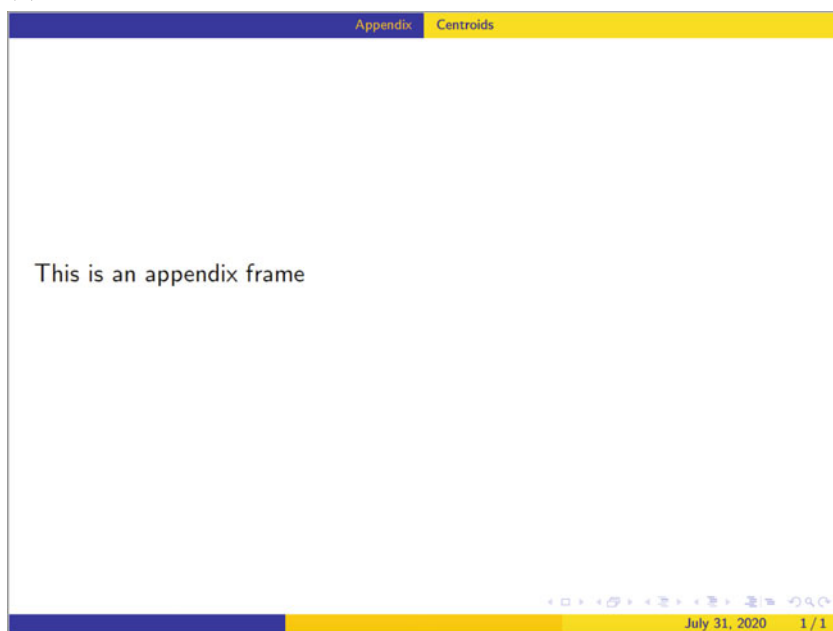 Appendix Centroids
This is an appendix frame
July 31, 2020 1 / 1